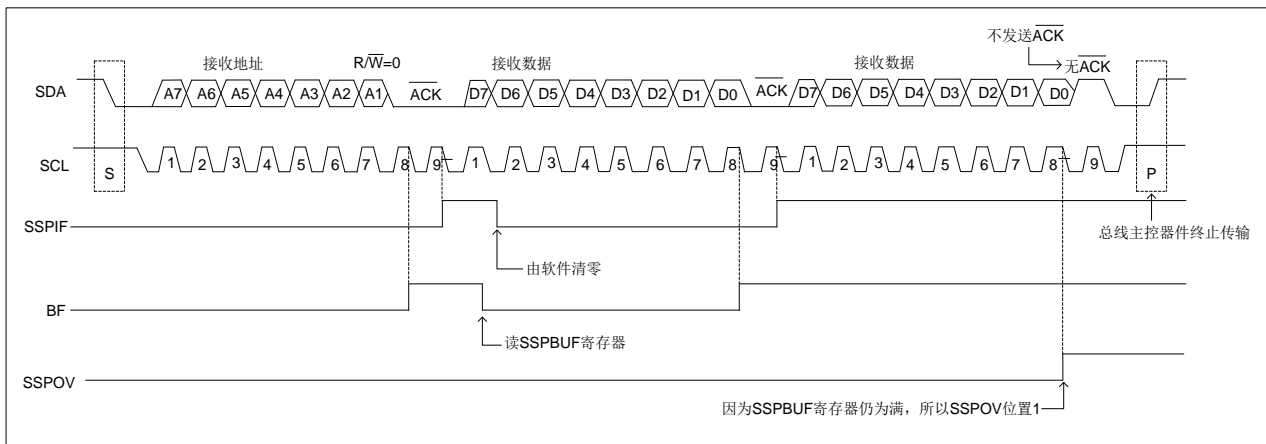 不发送ACK
接收地址 R/W=0 接收数据 接收数据 无ACK
SDA A7 A6 A5 A4 A3 A2 A1 ACK D7 D6 D5 D4 D3 D2 D1 D0 ACK D7 D6 D5 D4 D3 D2 D1 D0
SCL S 1 2 3 4 5 6 7 8 9 1 2 3 4 5 6 7 8 9 1 2 3 4 5 6 7 8 9 P
SSPIF
总线主控器件终止传输
由软件清零
BF
读SSPBUF寄存器
SSPOV
因为SSPBUF寄存器仍为满，所以SSPOV位置1